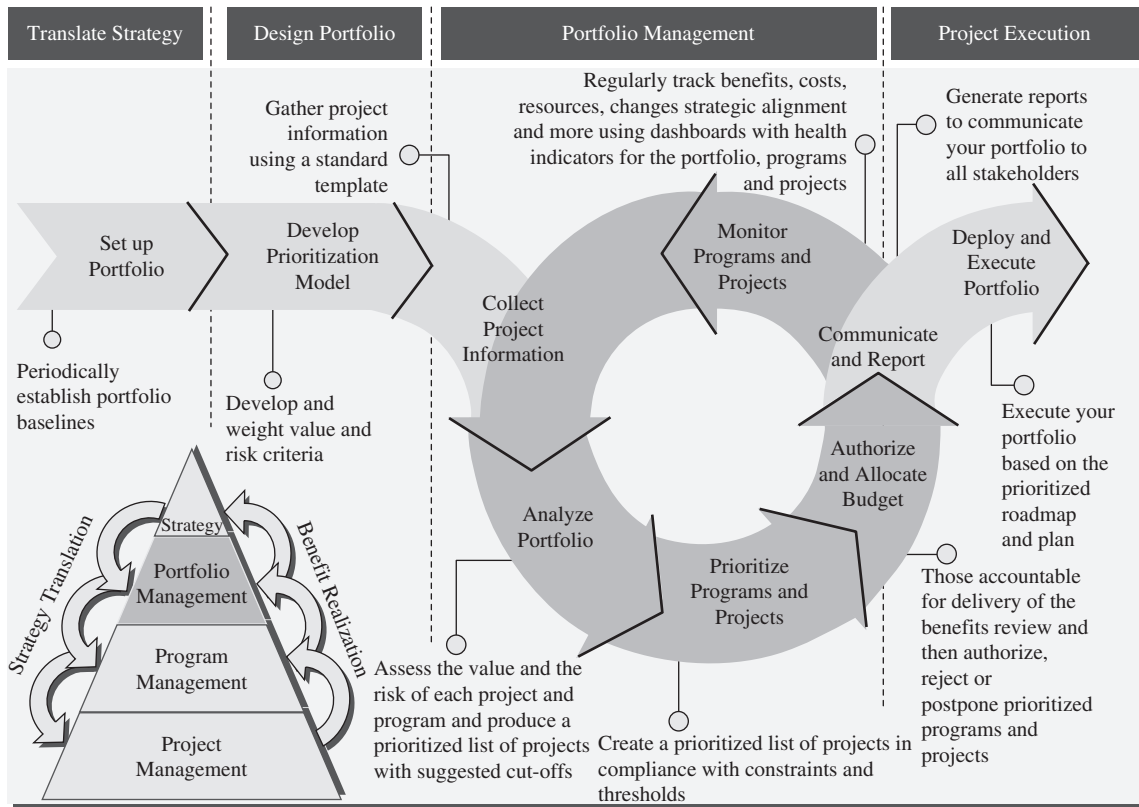 Translate Strategy
Design Portfolio
Portfolio Management
Project Execution
Gather project
information
using a standard
template
Regularly track benefits, costs,
resources, changes strategic alignment
and more using dashboards with health
indicators for the portfolio, programs
and projects
Generate reports
to communicate
your portfolio to
all stakeholders
Set up
Portfolio
Develop
Prioritization
Model
Collect
Project
Information
Monitor
Programs and
Projects
Communicate
and Report
Deploy and
Execute
Portfolio
Periodically
establish portfolio
baselines
Develop and
weight value and
risk criteria
Execute your
portfolio
based on the
prioritized
roadmap
and plan
Analyze
Portfolio
Prioritize
Programs and
Projects
Authorize
and Allocate
Budget
Strategy Translation
Benefit Realization
Strategy
Portfolio
Management
Program
Management
Project
Management
Assess the value and the
risk of each project and
program and produce a
prioritized list of projects
with suggested cut-offs
Create a prioritized list of projects in
compliance with constraints and
thresholds
Those accountable
for delivery of the
benefits review and
then authorize,
reject or
postpone prioritized
programs and
projects